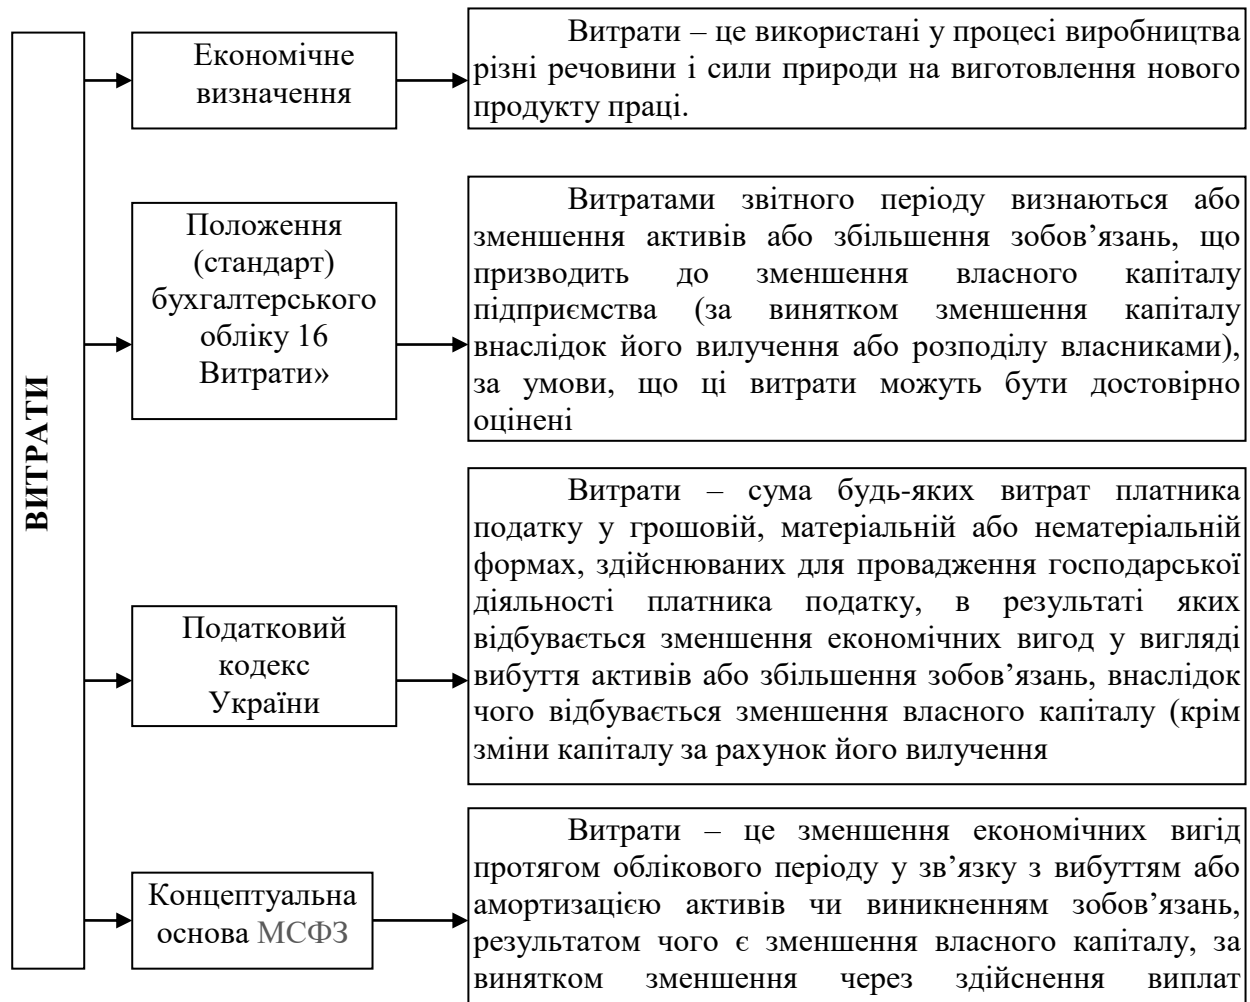 ВИТРАТИ
Економічне
визначення
Витрати – це використані у процесі виробництва
різні речовини і сили природи на виготовлення нового
продукту праці.
Положення
(стандарт)
бухгалтерського
обліку 16
Витрати»
Витратами звітного періоду визнаються або
зменшення активів або збільшення зобов’язань, що
призводить до зменшення власного капіталу
підприємства (за винятком зменшення капіталу
внаслідок його вилучення або розподілу власниками),
за умови, що ці витрати можуть бути достовірно
оцінені
Податковий
кодекс
України
Витрати – сума будь-яких витрат платника
податку у грошовій, матеріальній або нематеріальній
формах, здійснюваних для провадження господарської
діяльності платника податку, в результаті яких
відбувається зменшення економічних вигод у вигляді
вибуття активів або збільшення зобов’язань, внаслідок
чого відбувається зменшення власного капіталу (крім
зміни капіталу за рахунок його вилучення
Концептуальна
основа МСФЗ
Витрати – це зменшення економічних вигід
протягом облікового періоду у зв’язку з вибуттям або
амортизацією активів чи виникненням зобов’язань,
результатом чого є зменшення власного капіталу, за
винятком зменшення через здійснення виплат